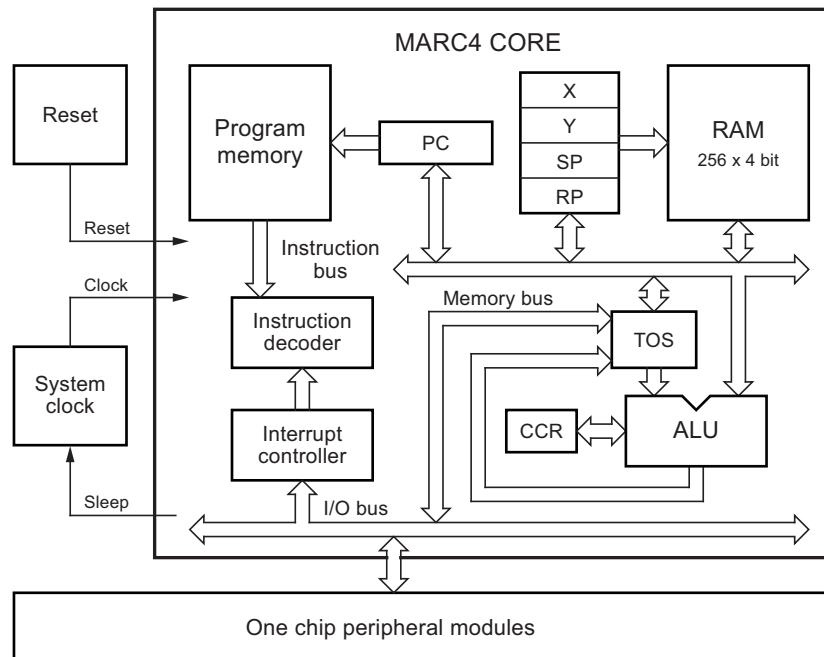 MARC4 CORE
Reset
Program
memory
PC
X
Y
SP
RP
RAM
256 x 4 bit
Reset
Instruction
bus
Clock
Memory bus
Instruction
decoder
TOS
System
clock
Interrupt
controller
CCR
ALU
Sleep
I/O bus
One chip peripheral modules